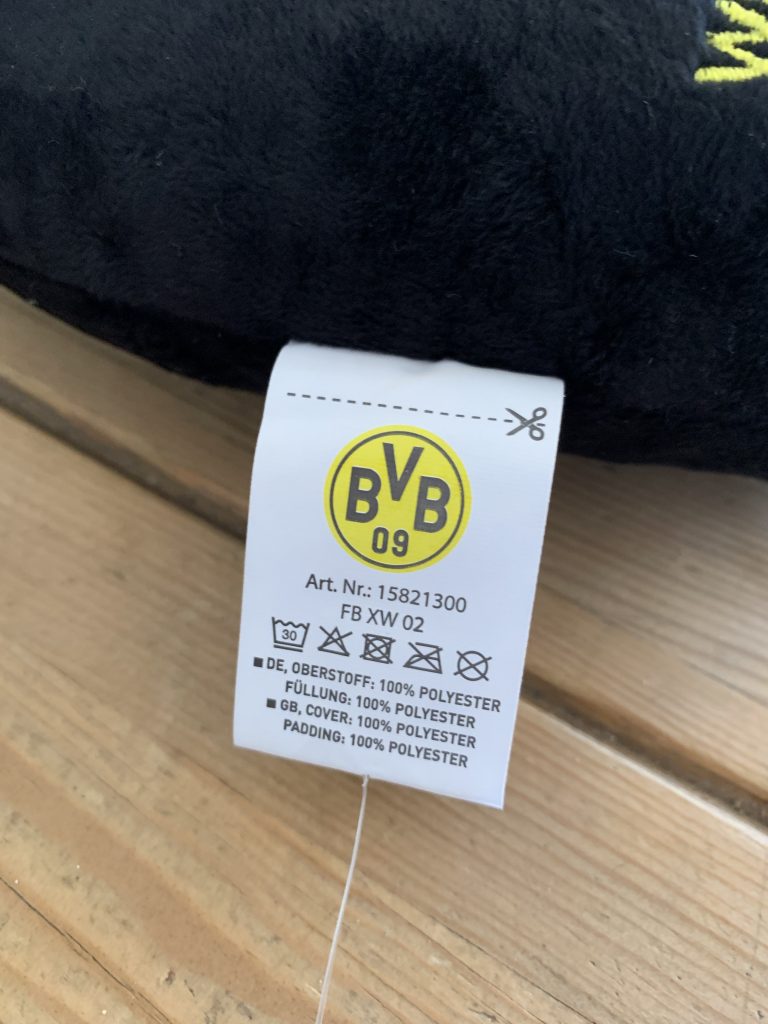 W
BVB
09
Art. Nr.: 15821300
FB XW 02
30
■ DE, OBERSTOFF: 100% POLYESTER
FÜLLUNG: 100% POLYESTER
■ GB, COVER: 100% POLYESTER
PADDING: 100% POLYESTER